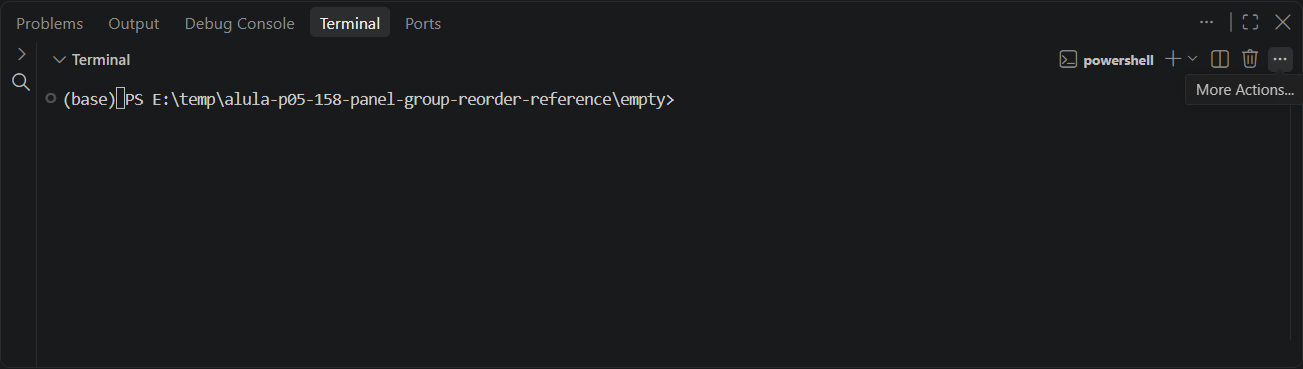 Problems Output Debug Console Terminal Ports
Terminal powershell
(base) PS E:\temp\alula-p05-158-panel-group-reorder-reference\empty>
More Actions...